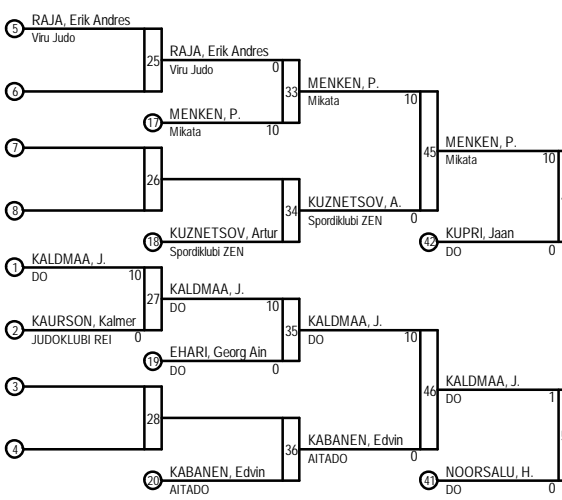 5 RAJA, Erik Andres
Viru Judo
25 RAJA, Erik Andres 0
Viru Judo
6
33 MENKEN, P. 10
Mikata
17 MENKEN, P. 10
Mikata
7
45 MENKEN, P. 10
Mikata
26
8
34 KUZNETSOV, A. 0
Spordiklubi ZEN
18 KUZNETSOV, Artur
Spordiklubi ZEN
42 KUPRI, Jaan 0
DO
1 KALDMAA, J. 10
DO
27 KALDMAA, J. 10
DO
2 KAURSON, Kalmer 0
JUDOKLUBI REI
35 KALDMAA, J. 10
DO
19 EHARI, Georg Ain 0
DO
3
46 KALDMAA, J. 1
DO
28
4
36 KABANEN, Edvin 0
AITADO
20 KABANEN, Edvin
AITADO
41 NOORSALU, H. 0
DO